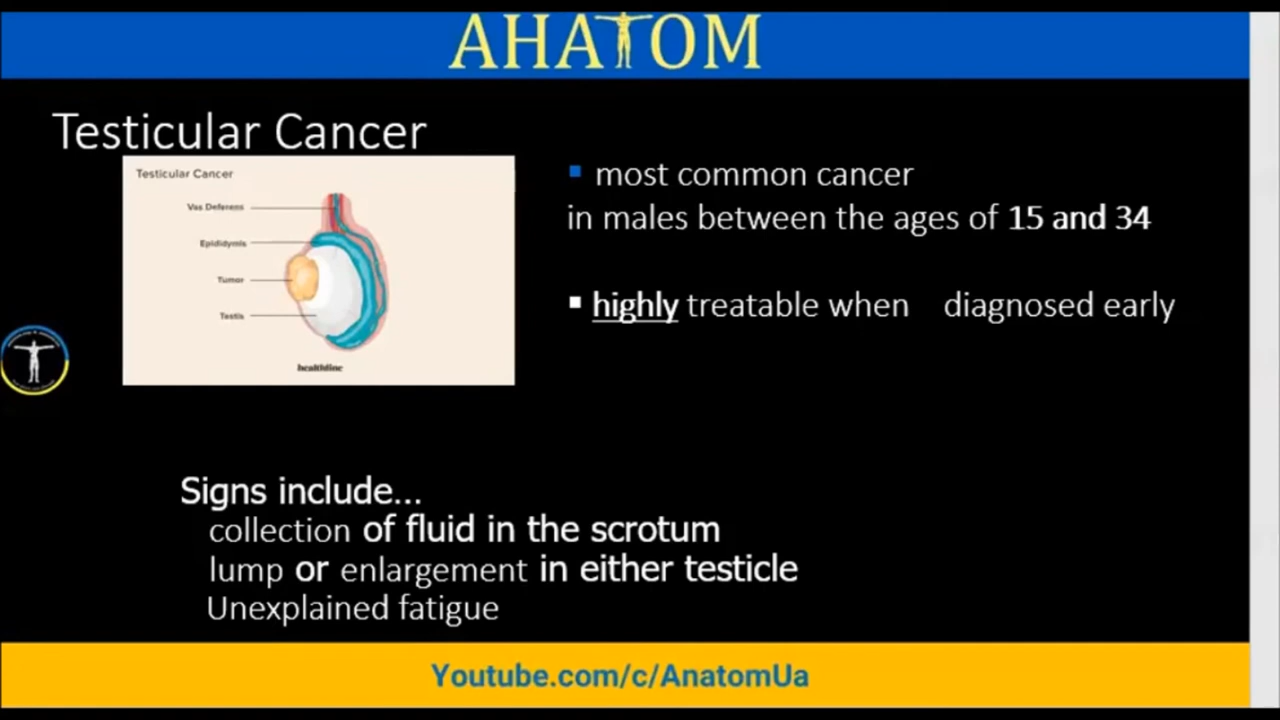 АНАТОМ
Testicular Cancer
Testicular Cancer
Vas Deferens
Epididymis
Tumor
Testis
healthline
most common cancer
in males between the ages of 15 and 34
highly treatable when diagnosed early
Signs include...
collection of fluid in the scrotum
lump or enlargement in either testicle
Unexplained fatigue
Youtube.com/c/AnatomUa